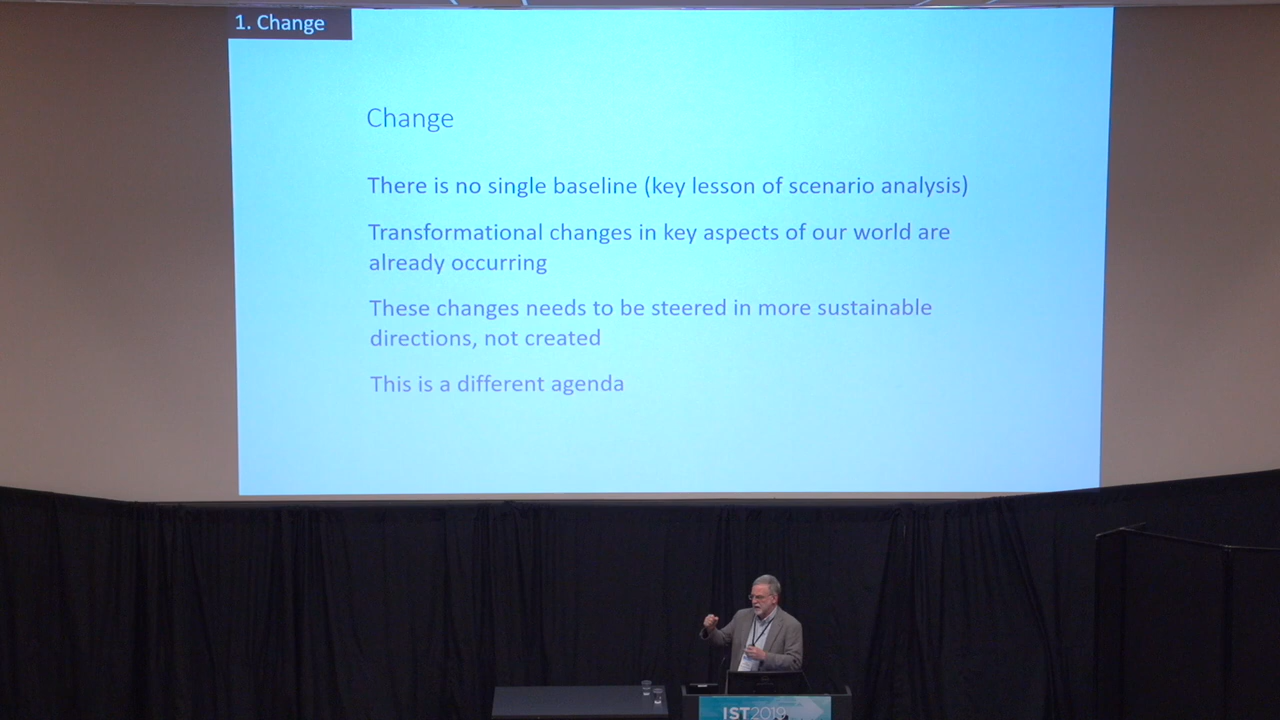 1. Change
Change
There is no single baseline (key lesson of scenario analysis)
Transformational changes in key aspects of our world are
already occurring
These changes needs to be steered in more sustainable
directions, not created
This is a different agenda
IST2019